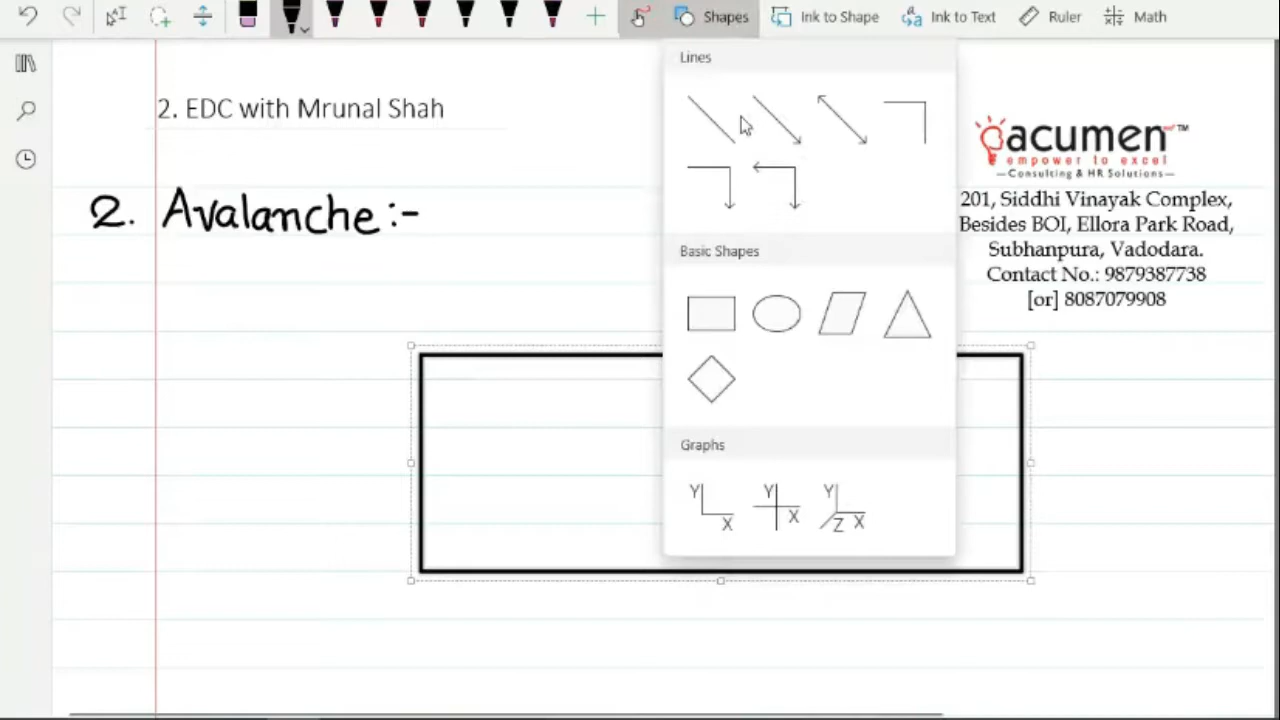 Shapes Ink to Shape Ink to Text Ruler Math
Lines
2. EDC with Mrunal Shah
acumen™
empower to excel
—Consulting & HR Solutions—
201, Siddhi Vinayak Complex,
Besides BOI, Ellora Park Road,
Subhanpura, Vadodara.
Contact No.: 9879387738
[or] 8087079908
2. Avalanche :-
Basic Shapes
Graphs
Y X
Y X
Y Z X